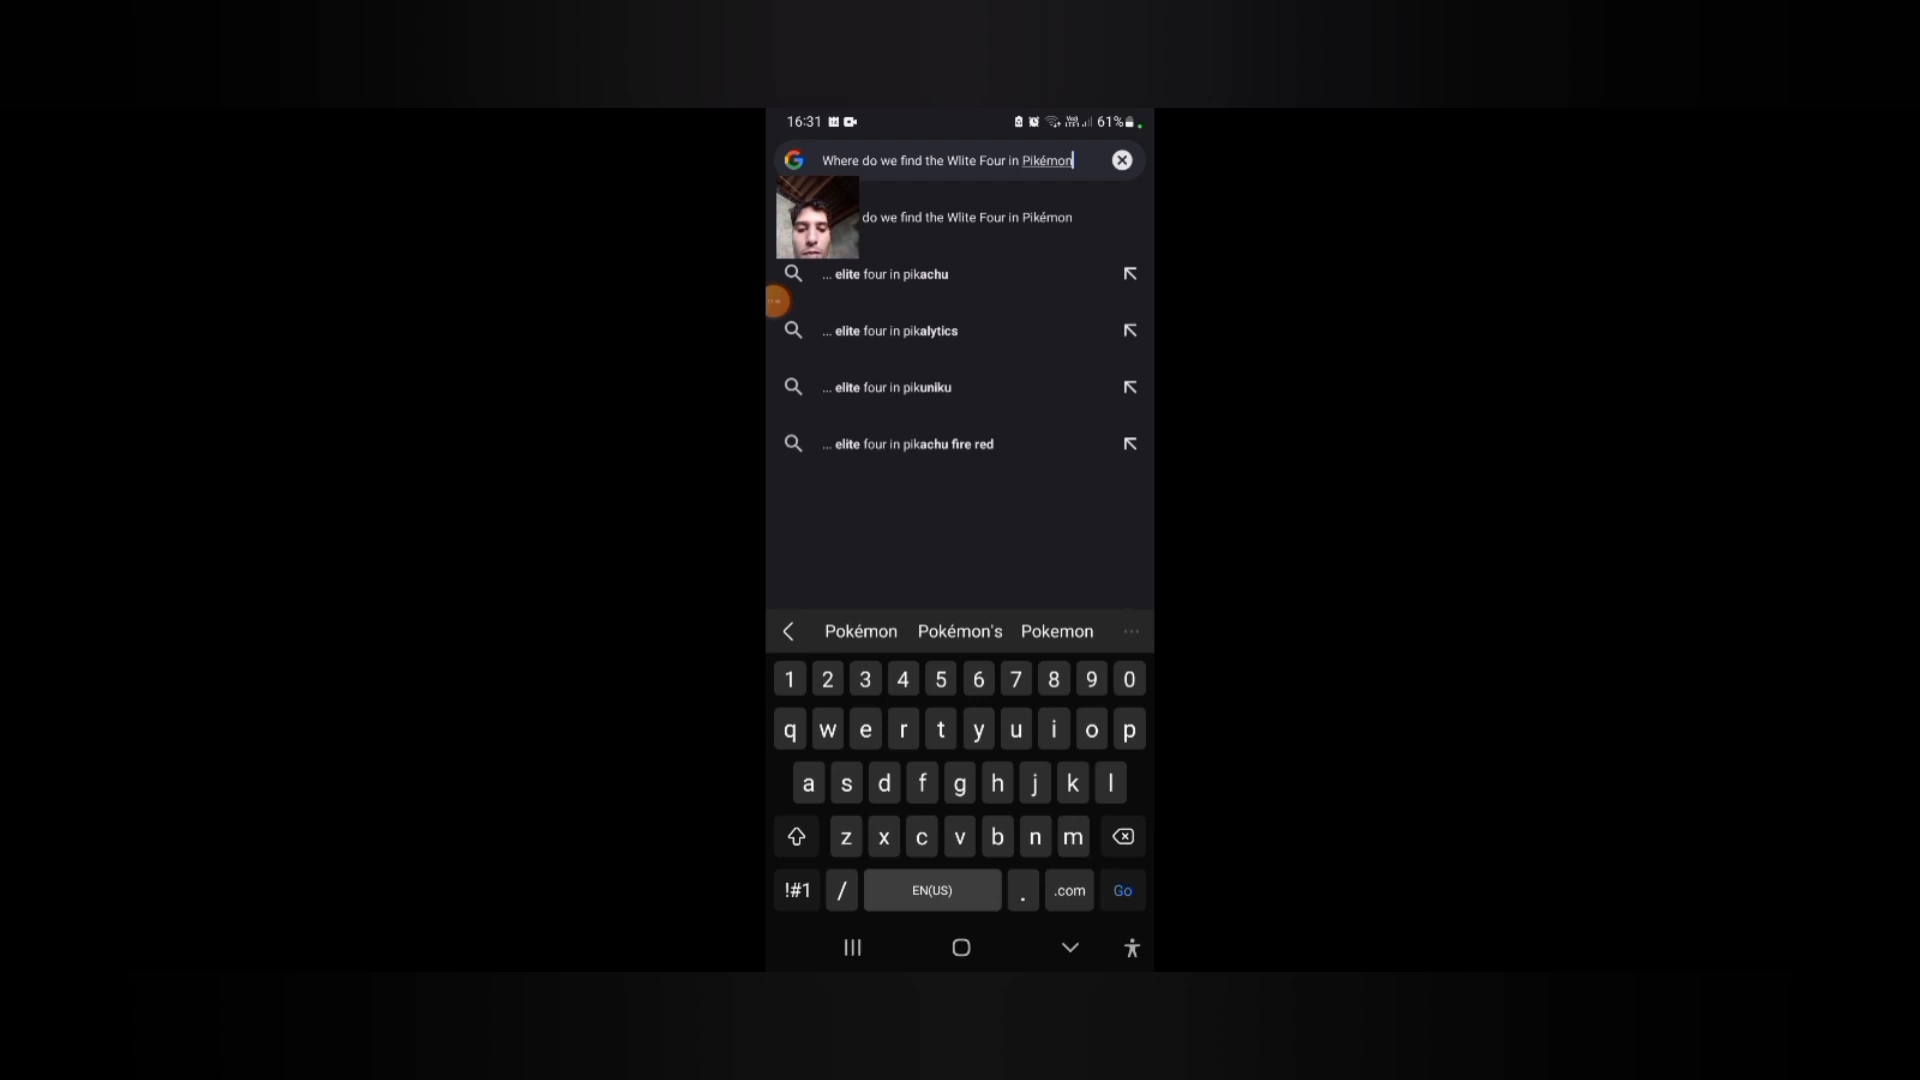 16:31 61%
Where do we find the Wlite Four in Pikémon
do we find the Wlite Four in Pikémon
... elite four in pikachu
... elite four in pikalytics
... elite four in pikuniku
... elite four in pikachu fire red
Pokémon Pokémon's Pokemon
1 2 3 4 5 6 7 8 9 0
q w e r t y u i o p
a s d f g h j k l
z x c v b n m
!#1 / EN(US) . .com Go